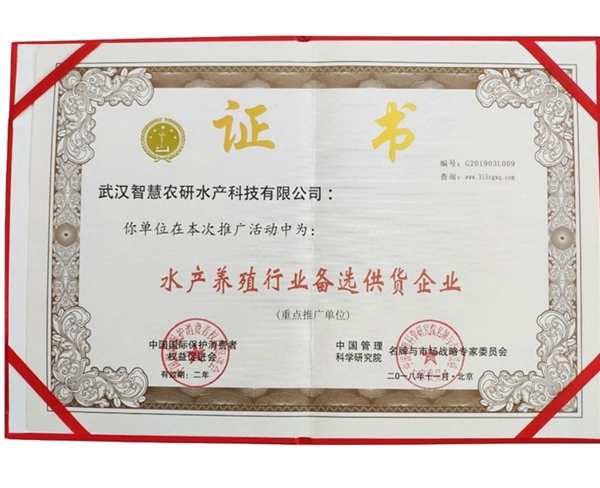 证书
编号：G201903L009
查询：www.315zgwq.com
武汉智慧农研水产科技有限公司：
你单位在本次推广活动中为：
水产养殖行业备选供货企业
(重点推广单位)
中国国际保护消费者
权益促进会
有效期：二年
中国管理
科学研究院
名牌与市场战略专家委员会
二〇一八年十一月·北京